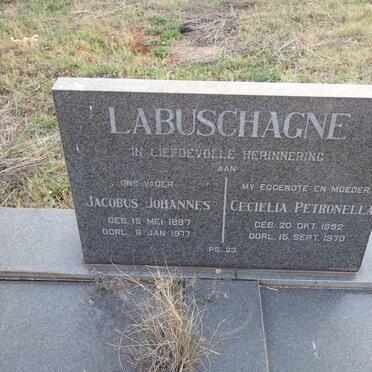 LABUSCHAGNE
IN LIEFDEVOLLE HERINNERING
AAN
ONS VADER
JACOBUS JOHANNES
GEB. 15 MEI 1887
OORL. 9 JAN 1977
MY EGGENOTE EN MOEDER
CECIELIA PETRONELLA
GEB. 20 OKT. 1892
OORL. 15 SEPT. 1970
PS. 23